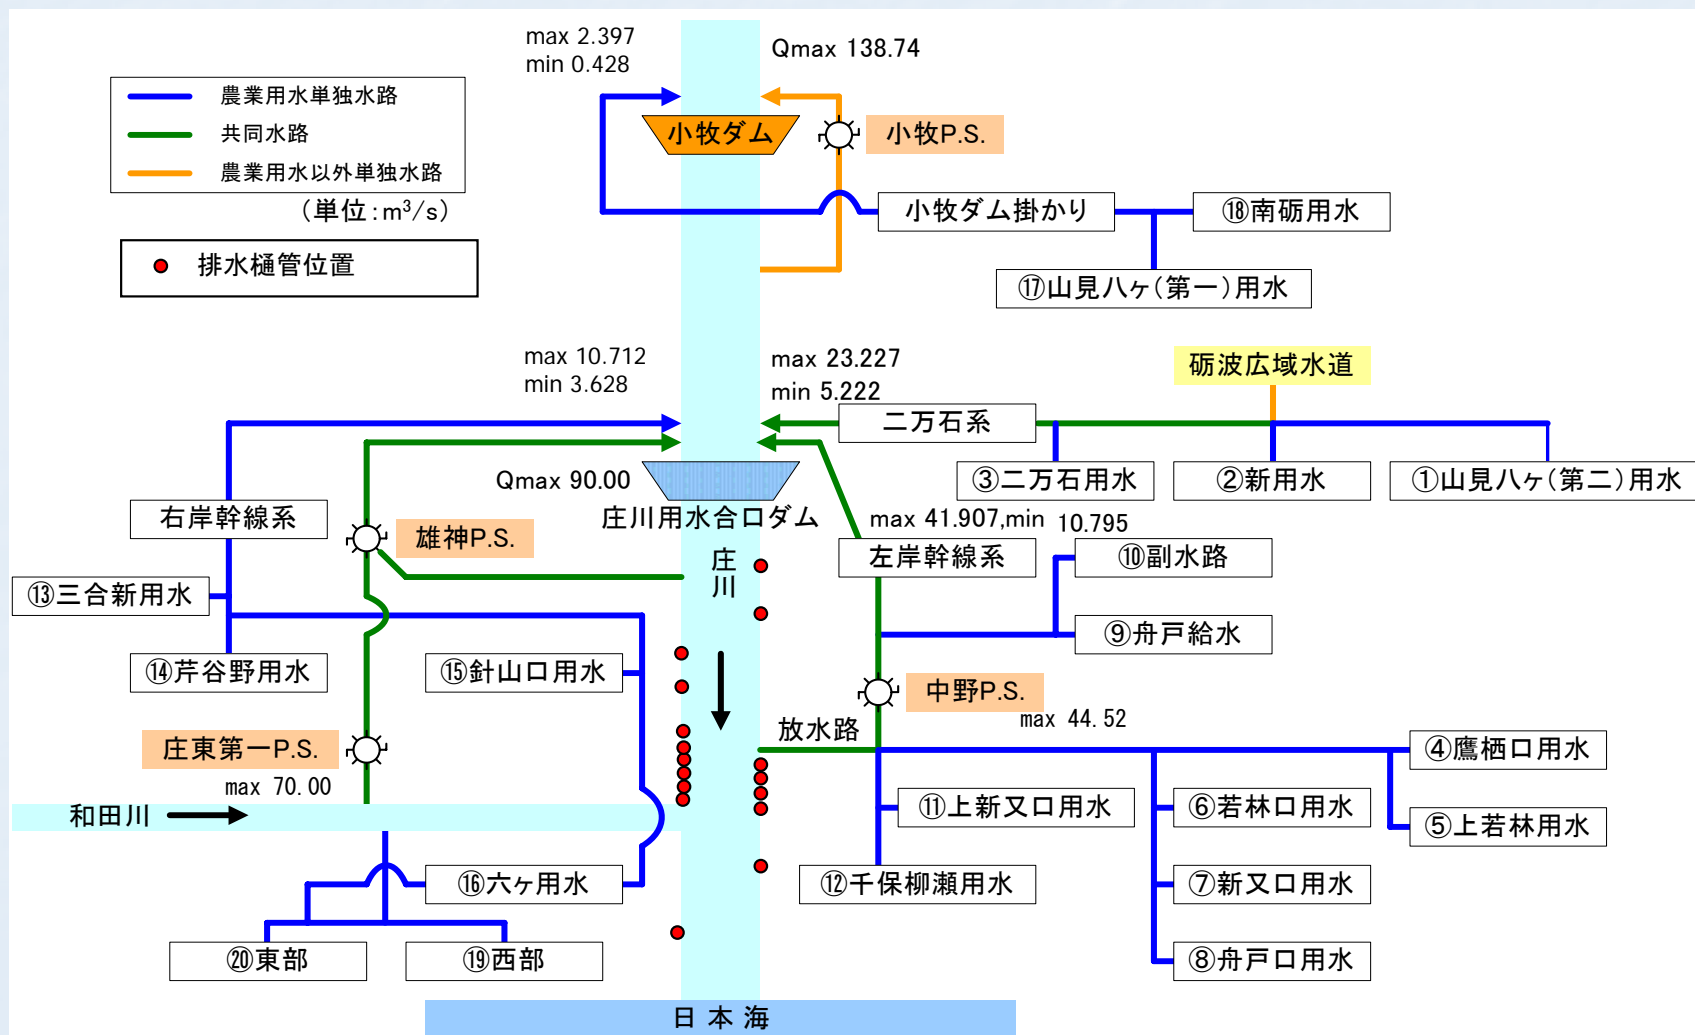 max 2.397
min 0.428
Qmax 138.74
農業用水単独水路
共同水路
農業用水以外単独水路
(単位:m³/s)
排水樋管位置
小牧ダム
小牧P.S.
小牧ダム掛かり
⑱南砺用水
⑰山見八ヶ(第一)用水
max 10.712
min 3.628
max 23.227
min 5.222
砺波広域水道
二万石系
③二万石用水
②新用水
①山見八ヶ(第二)用水
Qmax 90.00
庄川用水合口ダム
max 41.907,min 10.795
右岸幹線系
雄神P.S.
庄川
左岸幹線系
⑩副水路
⑬三合新用水
⑨舟戸給水
⑭芹谷野用水
⑮針山口用水
中野P.S.
max 44.52
放水路
庄東第一P.S.
max 70.00
④鷹栖口用水
和田川
⑪上新又口用水
⑥若林口用水
⑤上若林用水
⑯六ヶ用水
⑫千保柳瀬用水
⑦新又口用水
⑳東部
⑲西部
⑧舟戸口用水
日本海